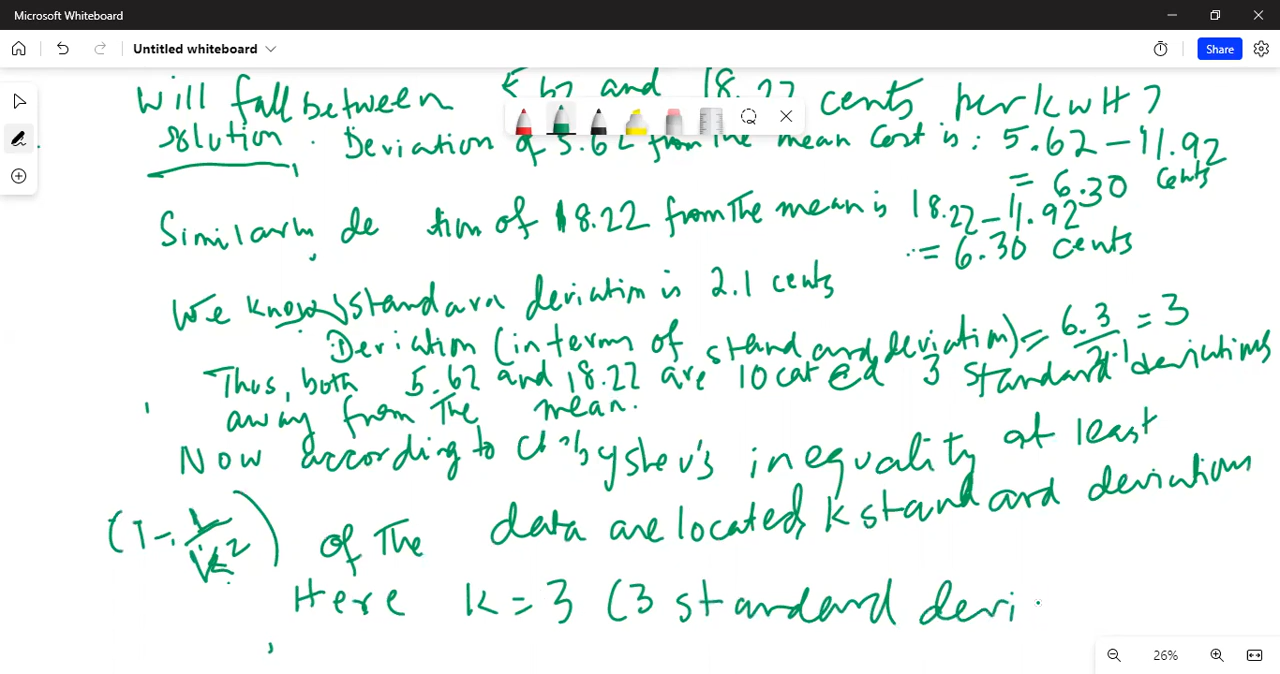 Microsoft Whiteboard
Untitled whiteboard
Share
Will fall between 5.62 and 18.22 cents per kwH?
solution. Deviation of 5.62 from the mean cost is: 5.62 - 11.92
= 6.30 cents
Similarly de tion of 18.22 from the mean is 18.22 - 11.92
= 6.30 cents
We know standard deviation is 2.1 cents
Deviation (in terms of standard deviation) = 6.3/2.1 = 3
Thus, both 5.62 and 18.22 are located 3 standard deviations
away from the mean.
Now according to Chebyshev's inequality at least
(1 - 1/k²) of the data are located k standard deviations
Here k = 3 (3 standard devi
26%